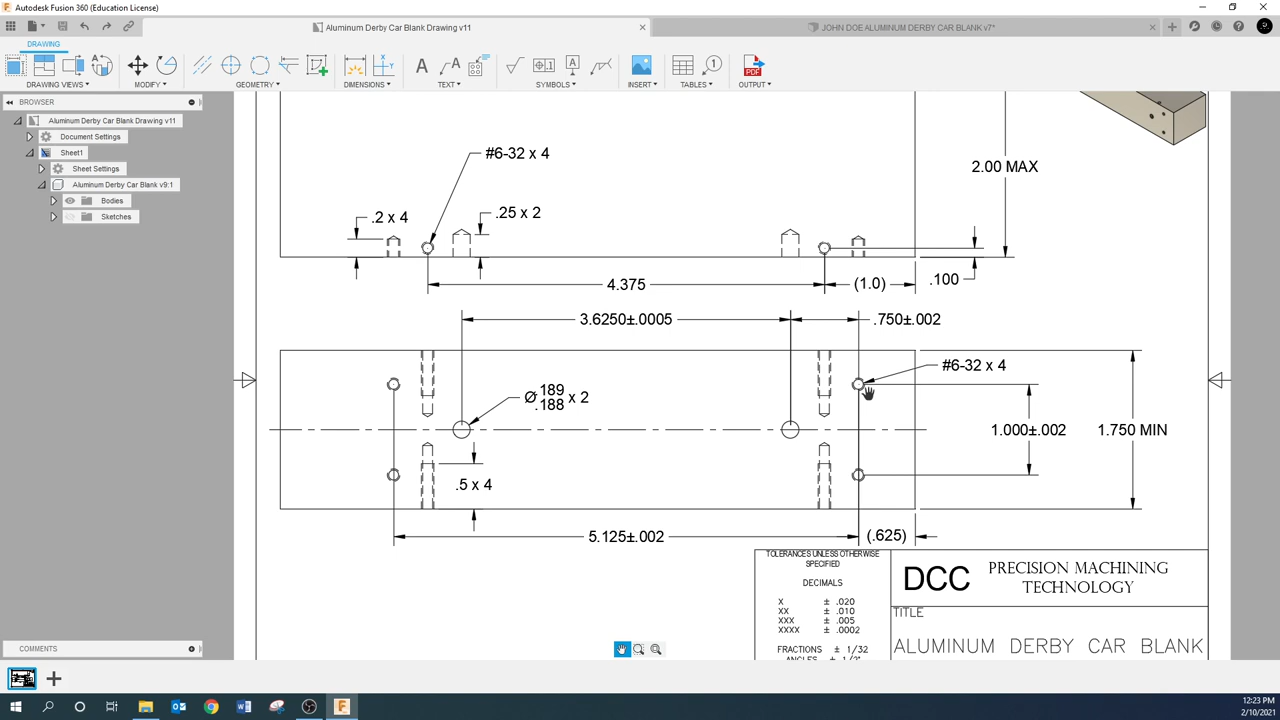 Autodesk Fusion 360 (Education License)
Aluminum Derby Car Blank Drawing v11
JOHN DOE ALUMINUM DERBY CAR BLANK v7*
DRAWING
DRAWING VIEWS ▾ MODIFY ▾ GEOMETRY ▾ DIMENSIONS ▾ TEXT ▾ SYMBOLS ▾ INSERT ▾ TABLES ▾ OUTPUT ▾
PDF
BROWSER
Aluminum Derby Car Blank Drawing v11
Document Settings
Sheet1
Sheet Settings
Aluminum Derby Car Blank v9:1
Bodies
Sketches
#6-32 x 4
2.00 MAX
.2 x 4
.25 x 2
4.375
(1.0)
.100
3.6250±.0005
.750±.002
#6-32 x 4
Ø .189 .188 x 2
1.000±.002
1.750 MIN
.5 x 4
5.125±.002
(.625)
TOLERANCES UNLESS OTHERWISE
SPECIFIED
DECIMALS
X ± .020
XX ± .010
XXX ± .005
XXXX ± .0002
FRACTIONS ± 1/32
ANGLES ± 1/2°
DCC
PRECISION MACHINING
TECHNOLOGY
TITLE
ALUMINUM DERBY CAR BLANK
COMMENTS
12:23 PM
2/10/2021